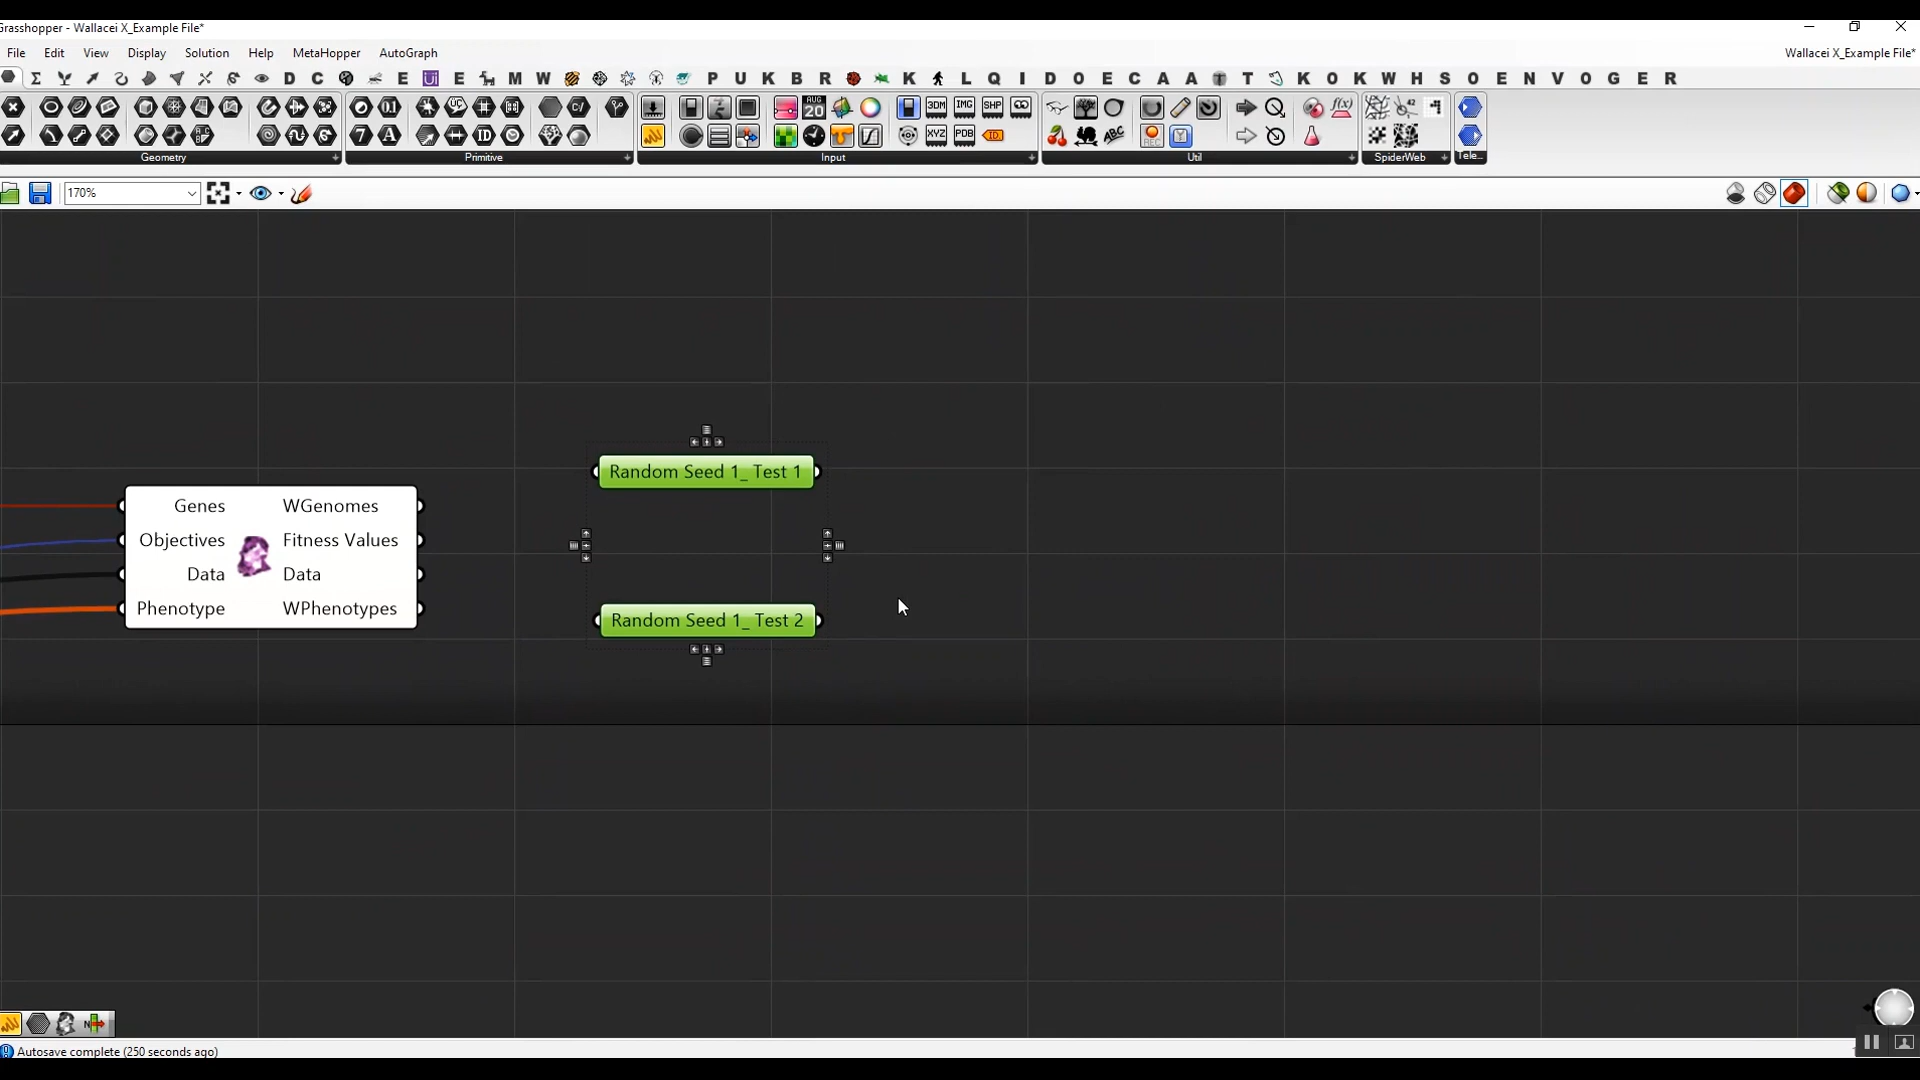 Grasshopper - Wallacei X_Example File*
File Edit View Display Solution Help MetaHopper AutoGraph Wallacei X_Example File*
D C E E M W P U K B R K L Q I D O E C A A T K O K W H S O E N V O G E R
Geometry Primitive Input Util SpiderWeb Tele...
170%
Random Seed 1_ Test 1
Genes WGenomes
Objectives Fitness Values
Data Data
Phenotype WPhenotypes
Random Seed 1_ Test 2
Autosave complete (250 seconds ago)